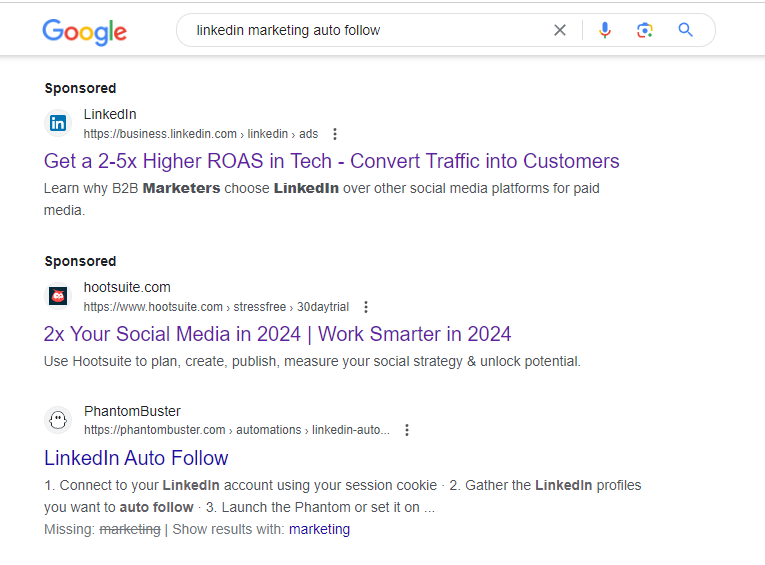 Google
linkedin marketing auto follow
Sponsored
LinkedIn
https://business.linkedin.com › linkedin › ads
Get a 2-5x Higher ROAS in Tech - Convert Traffic into Customers
Learn why B2B Marketers choose LinkedIn over other social media platforms for paid
media.
Sponsored
hootsuite.com
https://www.hootsuite.com › stressfree › 30daytrial
2x Your Social Media in 2024 | Work Smarter in 2024
Use Hootsuite to plan, create, publish, measure your social strategy & unlock potential.
PhantomBuster
https://phantombuster.com › automations › linkedin-auto...
LinkedIn Auto Follow
1. Connect to your LinkedIn account using your session cookie · 2. Gather the LinkedIn profiles
you want to auto follow · 3. Launch the Phantom or set it on ...
Missing: marketing | Show results with: marketing